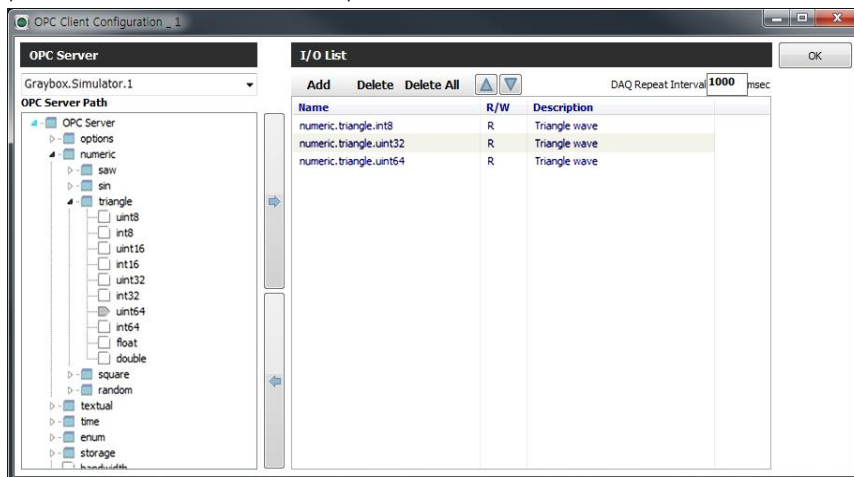 OPC Client Configuration _ 1
OPC Server
I/O List
OK
Graybox.Simulator.1
Add Delete Delete All DAQ Repeat Interval 1000 msec
OPC Server Path
Name R/W Description
OPC Server
options
numeric
saw
sin
triangle
uint8
int8
uint16
int16
uint32
int32
uint64
int64
float
double
square
random
textual
time
enum
storage
bandwidth
numeric.triangle.int8 R Triangle wave
numeric.triangle.uint32 R Triangle wave
numeric.triangle.uint64 R Triangle wave